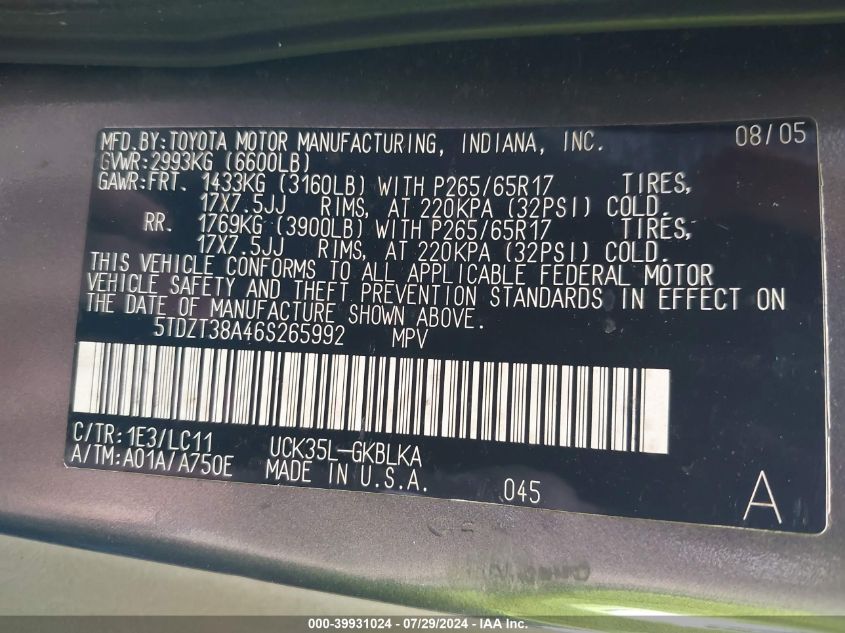 MFD.BY:TOYOTA MOTOR MANUFACTURING, INDIANA, INC. 08/05
GVWR:2993KG (6600LB)
GAWR:FRT. 1433KG (3160LB) WITH P265/65R17 TIRES,
17X7.5JJ RIMS, AT 220KPA (32PSI) COLD.
RR. 1769KG (3900LB) WITH P265/65R17 TIRES,
17X7.5JJ RIMS, AT 220KPA (32PSI) COLD.
THIS VEHICLE CONFORMS TO ALL APPLICABLE FEDERAL MOTOR
VEHICLE SAFETY AND THEFT PREVENTION STANDARDS IN EFFECT ON
THE DATE OF MANUFACTURE SHOWN ABOVE.
5TDZT38A46S265992 MPV
C/TR:1E3/LC11 UCK35L-GKBLKA
A/TM:A01A/A750E MADE IN U.S.A. 045 A
000-39931024 - 07/29/2024 - IAA Inc.